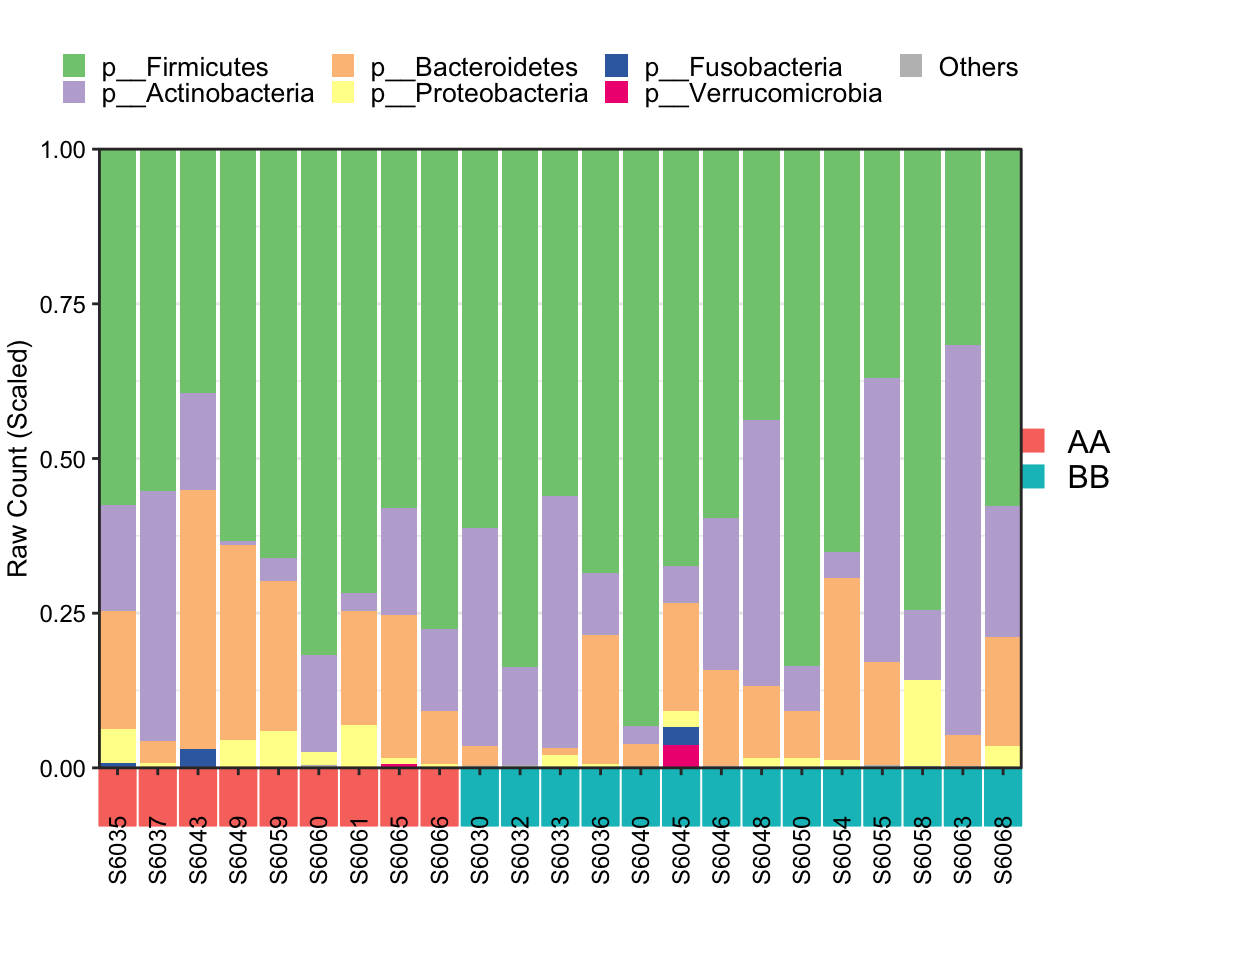 p__Firmicutes p__Bacteroidetes p__Fusobacteria Others
p__Actinobacteria p__Proteobacteria p__Verrucomicrobia
1.00
0.75
0.50
0.25
0.00
Raw Count (Scaled)
AA
BB
S6035 S6037 S6043 S6049 S6059 S6060 S6061 S6065 S6066 S6030 S6032 S6033 S6036 S6040 S6045 S6046 S6048 S6050 S6054 S6055 S6058 S6063 S6068